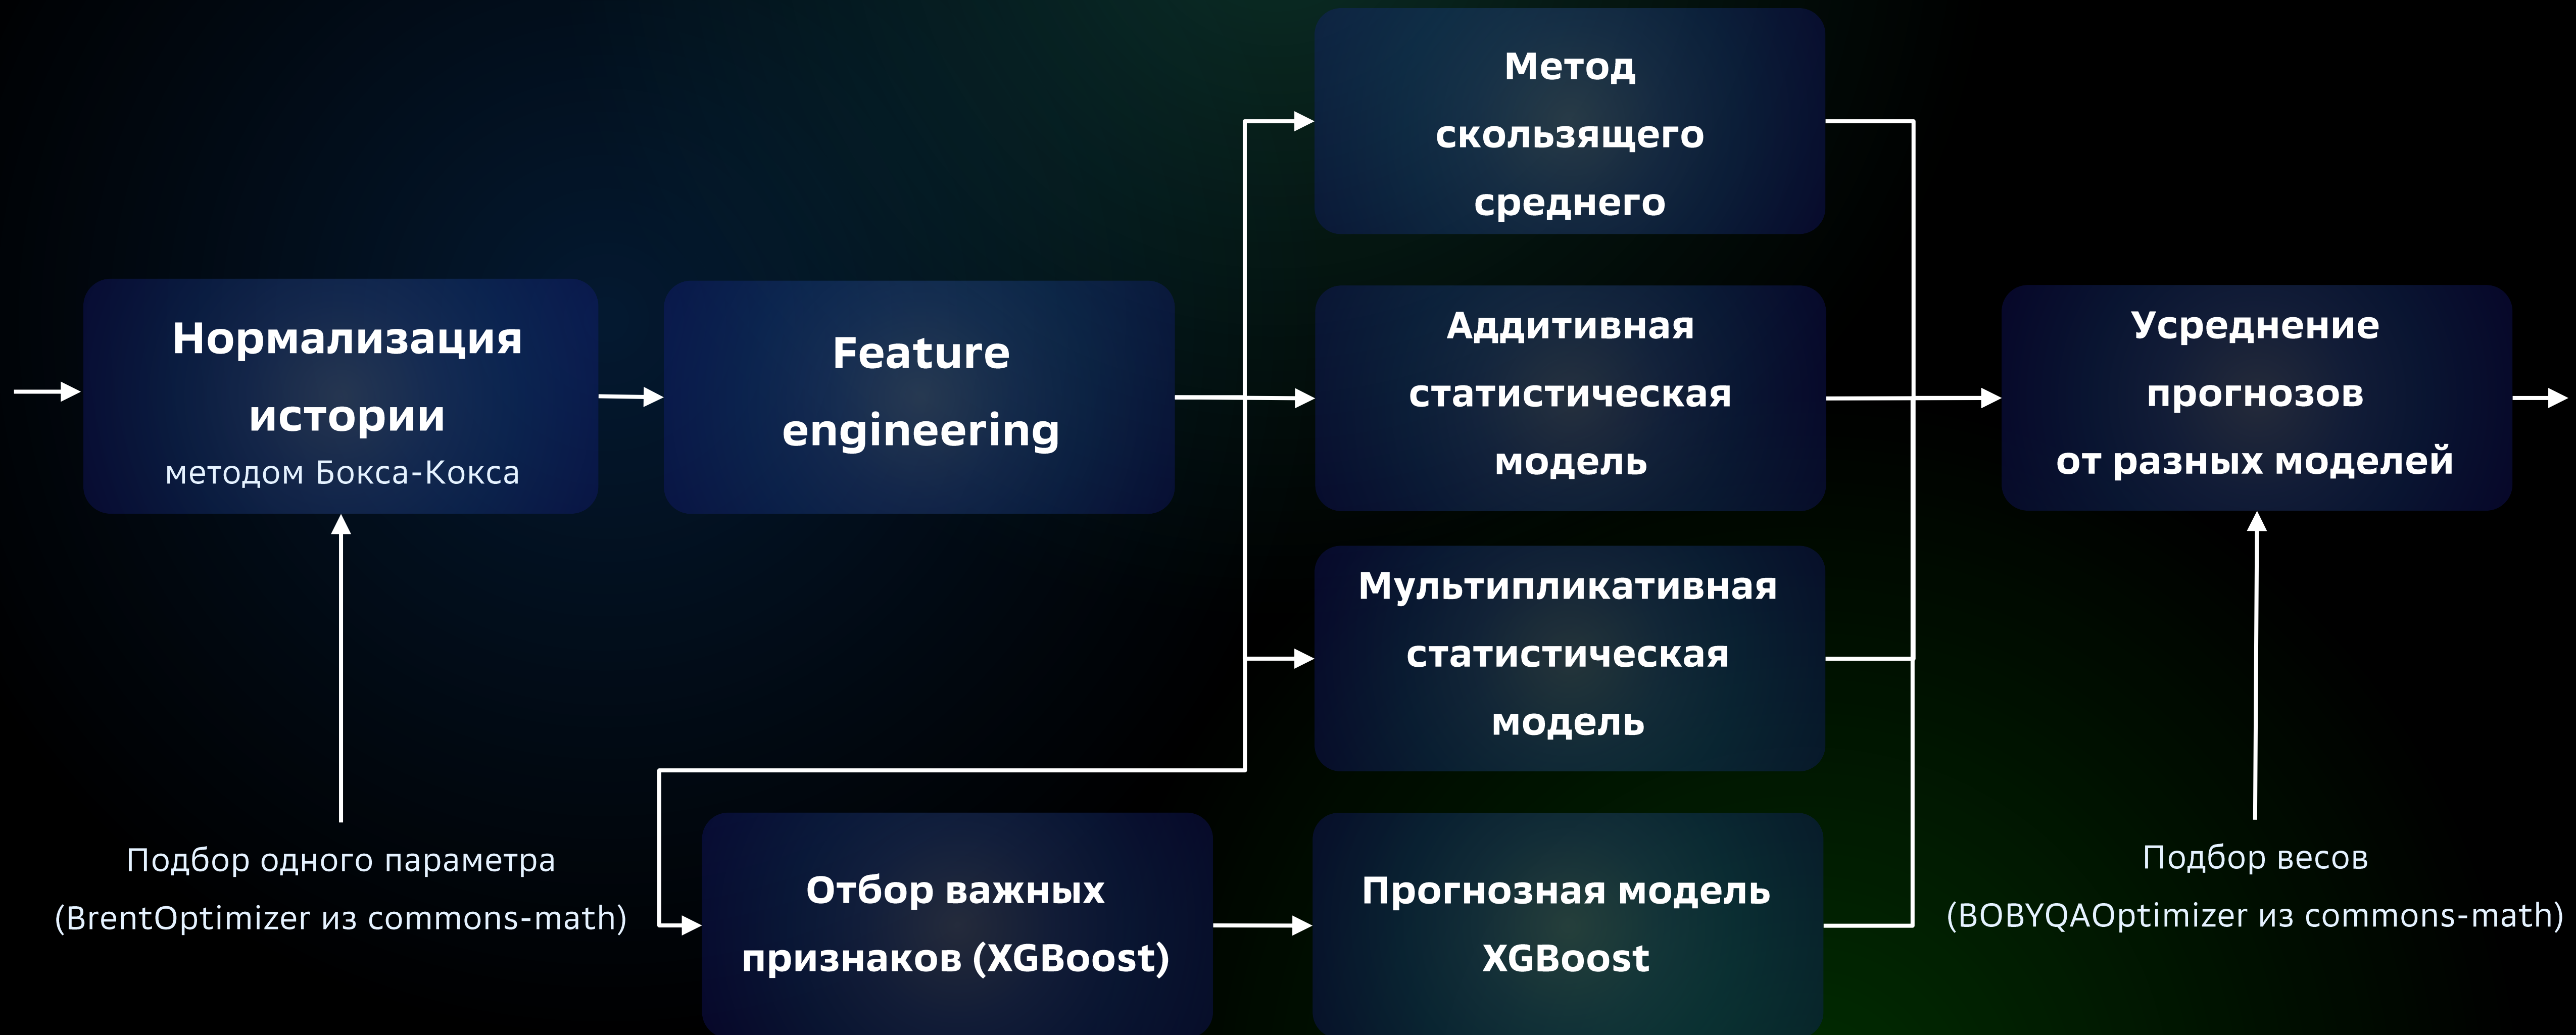 Нормализация
истории
методом Бокса-Кокса
Подбор одного параметра
(BrentOptimizer из commons-math)
Feature
engineering
Метод
скользящего
среднего
Аддитивная
статистическая
модель
Мультипликативная
статистическая
модель
Отбор важных
признаков (XGBoost)
Прогнозная модель
XGBoost
Усреднение
прогнозов
от разных моделей
Подбор весов
(BOBYQAOptimizer из commons-math)